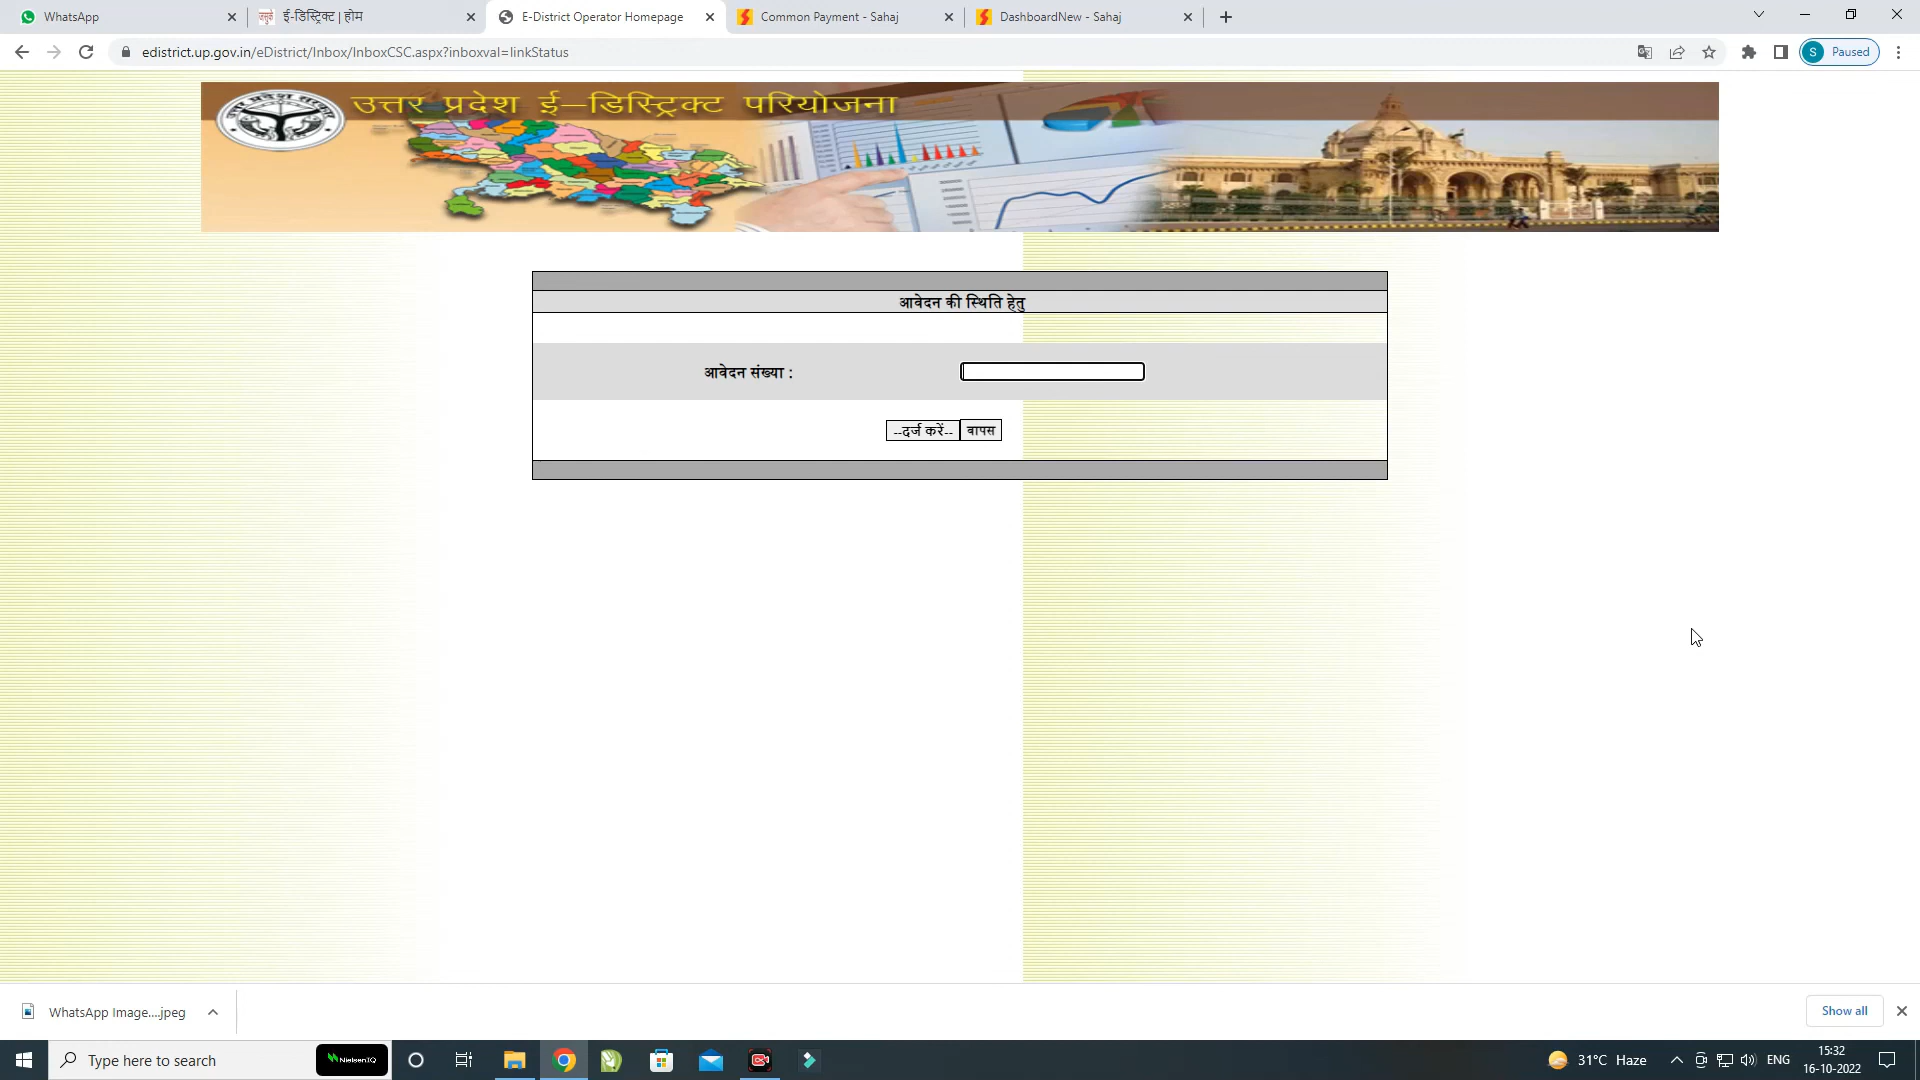 WhatsApp
ई-डिस्ट्रिक्ट | होम
E-District Operator Homepage
Common Payment - Sahaj
DashboardNew - Sahaj
edistrict.up.gov.in/eDistrict/Inbox/InboxCSC.aspx?inboxval=linkStatus
S Paused
उत्तर प्रदेश ई–डिस्ट्रिक्ट परियोजना
आवेदन की स्थिति हेतु
आवेदन संख्या :
--दर्ज करें-- वापस
WhatsApp Image....jpeg
Show all
Type here to search
NielsenIQ
31°C Haze
ENG
15:32
16-10-2022